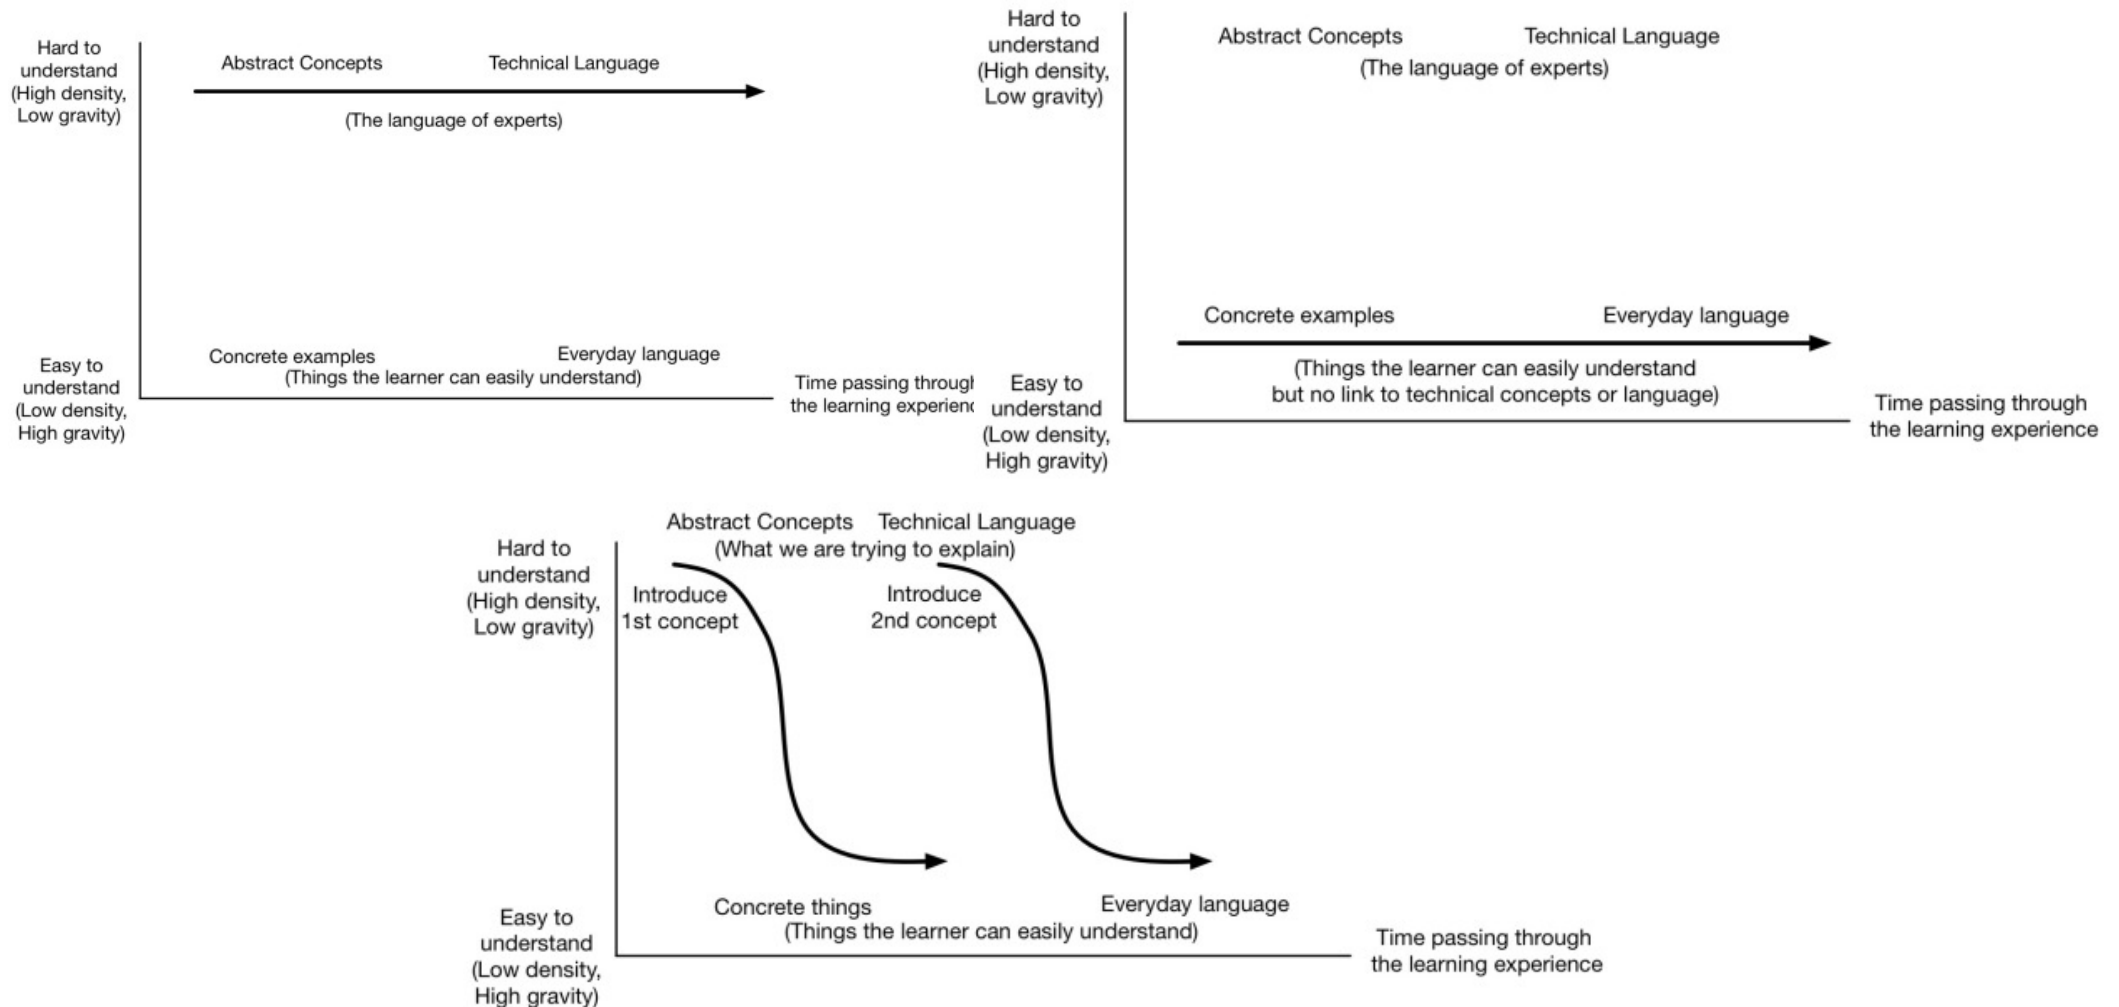 Hard to
understand
(High density,
Low gravity)
Abstract Concepts
Technical Language
(The language of experts)
Concrete examples
Everyday language
(Things the learner can easily understand)
Easy to
understand
(Low density,
High gravity)
Time passing through
the learning experienc
Hard to
understand
(High density,
Low gravity)
Abstract Concepts
Technical Language
(The language of experts)
Concrete examples
Everyday language
(Things the learner can easily understand
but no link to technical concepts or language)
Easy to
understand
(Low density,
High gravity)
Time passing through
the learning experience
Abstract Concepts
Technical Language
(What we are trying to explain)
Hard to
understand
(High density,
Low gravity)
Introduce
1st concept
Introduce
2nd concept
Concrete things
Everyday language
(Things the learner can easily understand)
Easy to
understand
(Low density,
High gravity)
Time passing through
the learning experience